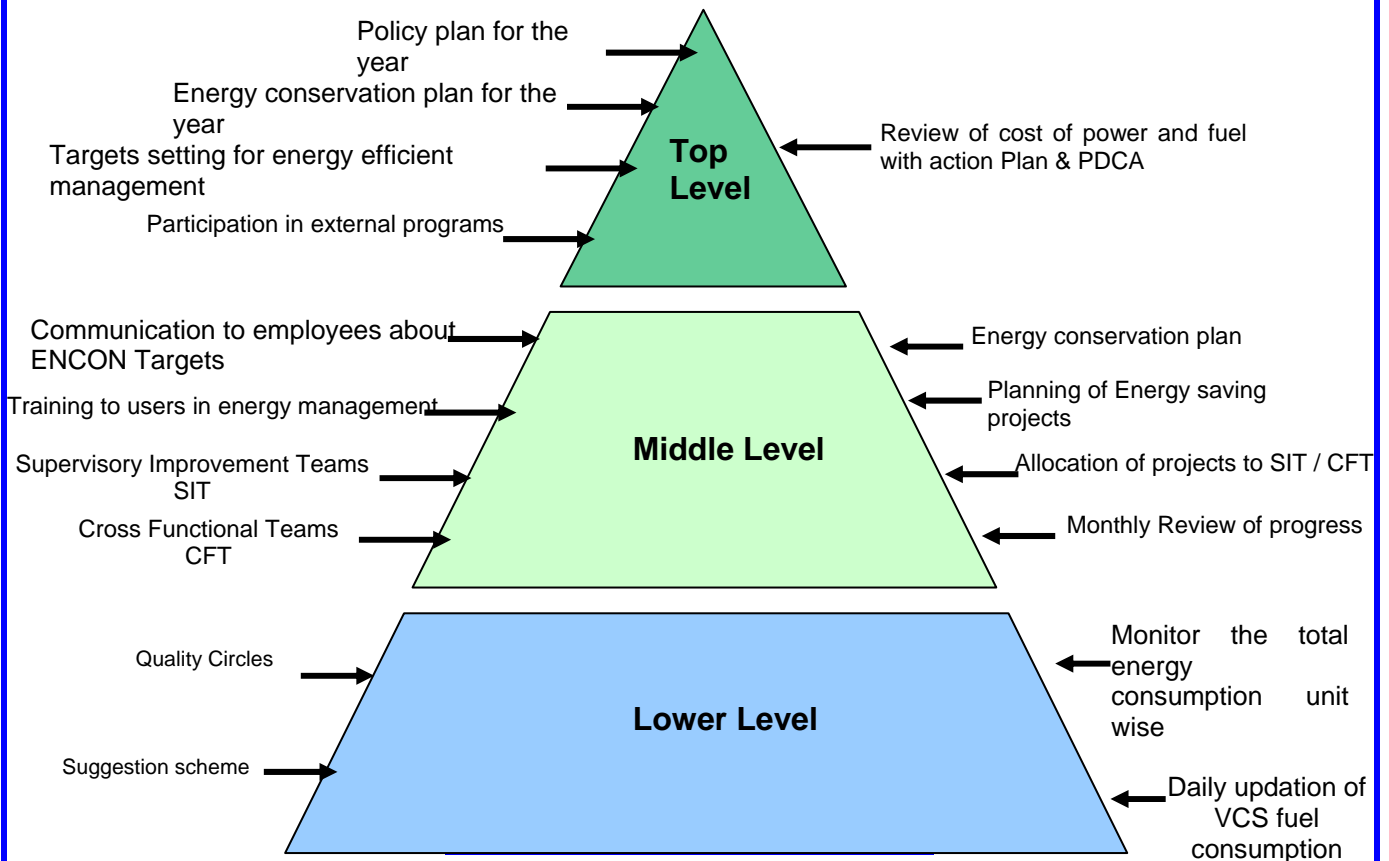 Policy plan for the
year
Energy conservation plan for the
year
Targets setting for energy efficient
management
Participation in external programs
Top
Level
Review of cost of power and fuel
with action Plan & PDCA
Communication to employees about
ENCON Targets
Training to users in energy management
Supervisory Improvement Teams
SIT
Cross Functional Teams
CFT
Middle Level
Energy conservation plan
Planning of Energy saving
projects
Allocation of projects to SIT / CFT
Monthly Review of progress
Quality Circles
Suggestion scheme
Lower Level
Monitor the total
energy
consumption unit
wise
Daily updation of
VCS fuel
consumption